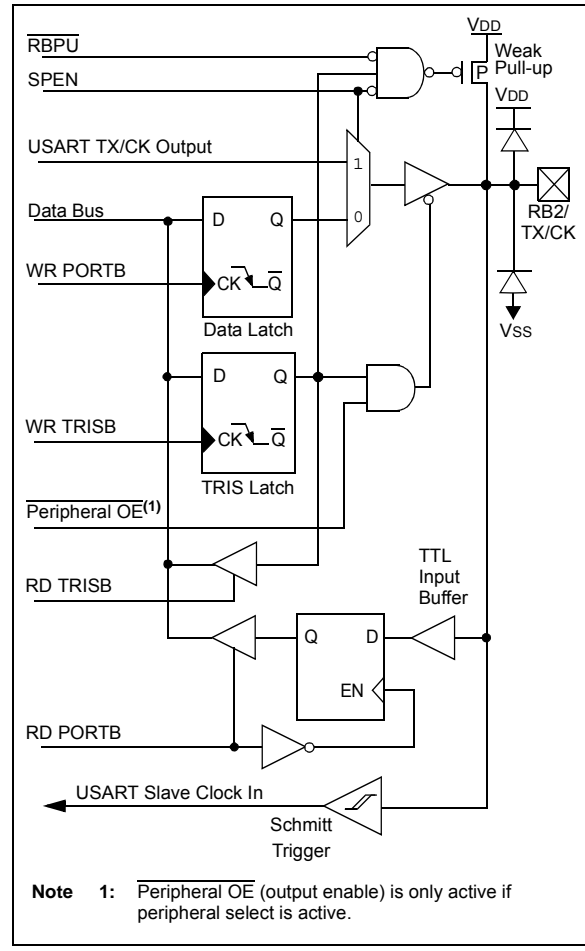 RBPU
SPEN
VDD
Weak
Pull-up
P
VDD
USART TX/CK Output
1
0
Data Bus
D Q
RB2/
TX/CK
WR PORTB
CK Q
Data Latch
VSS
D Q
WR TRISB
CK Q
TRIS Latch
Peripheral OE(1)
RD TRISB
TTL
Input
Buffer
Q D
EN
RD PORTB
USART Slave Clock In
Schmitt
Trigger
Note 1: Peripheral OE (output enable) is only active if
peripheral select is active.